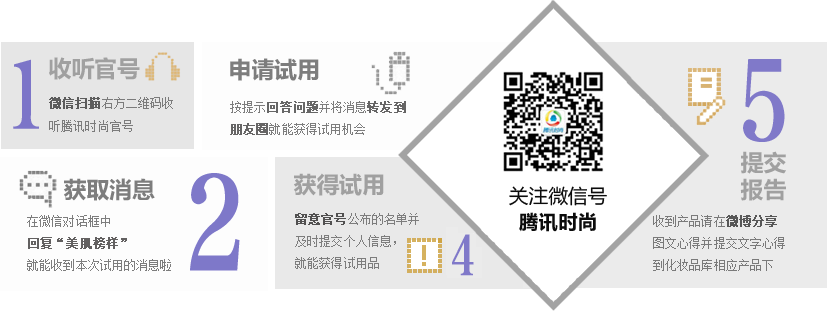 1
收听官号
微信扫描右方二维码收
听腾讯时尚官号
获取消息
2
在微信对话框中
回复“美肌榜样”
就能收到本次试用的消息啦
申请试用
按提示回答问题并将消息转发到
朋友圈就能获得试用机会
获得试用
留意官号公布的名单并
及时提交个人信息，
就能获得试用品
!
4
腾讯时尚
关注微信号
腾讯时尚
5
提交
报告
收到产品请在微博分享
图文心得并提交文字心得
到化妆品库相应产品下